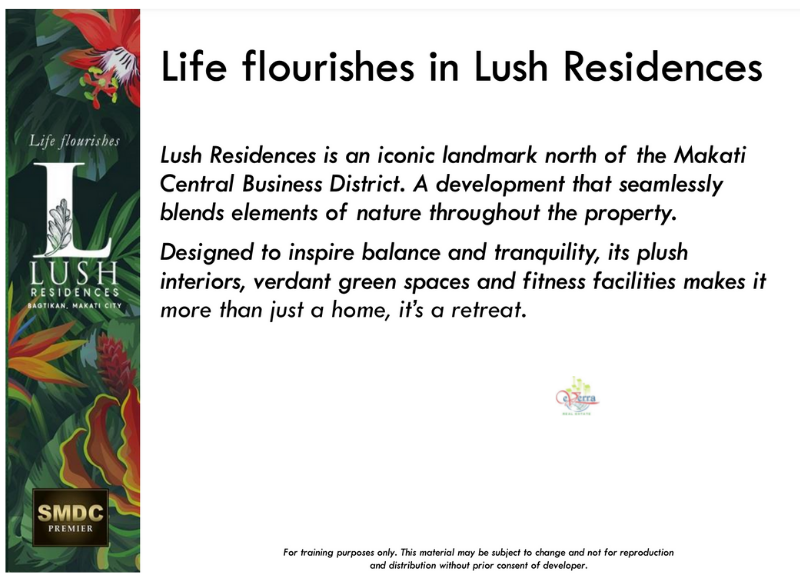 Life flourishes in Lush Residences
Life flourishes
L
LUSH
RESIDENCES
BAGTIKAN, MAKATI CITY
Lush Residences is an iconic landmark north of the Makati
Central Business District. A development that seamlessly
blends elements of nature throughout the property.
Designed to inspire balance and tranquility, its plush
interiors, verdant green spaces and fitness facilities makes it
more than just a home, it's a retreat.
REAL ESTATE
SMDC
PREMIER
For training purposes only. This material may be subject to change and not for reproduction
and distribution without prior consent of developer.